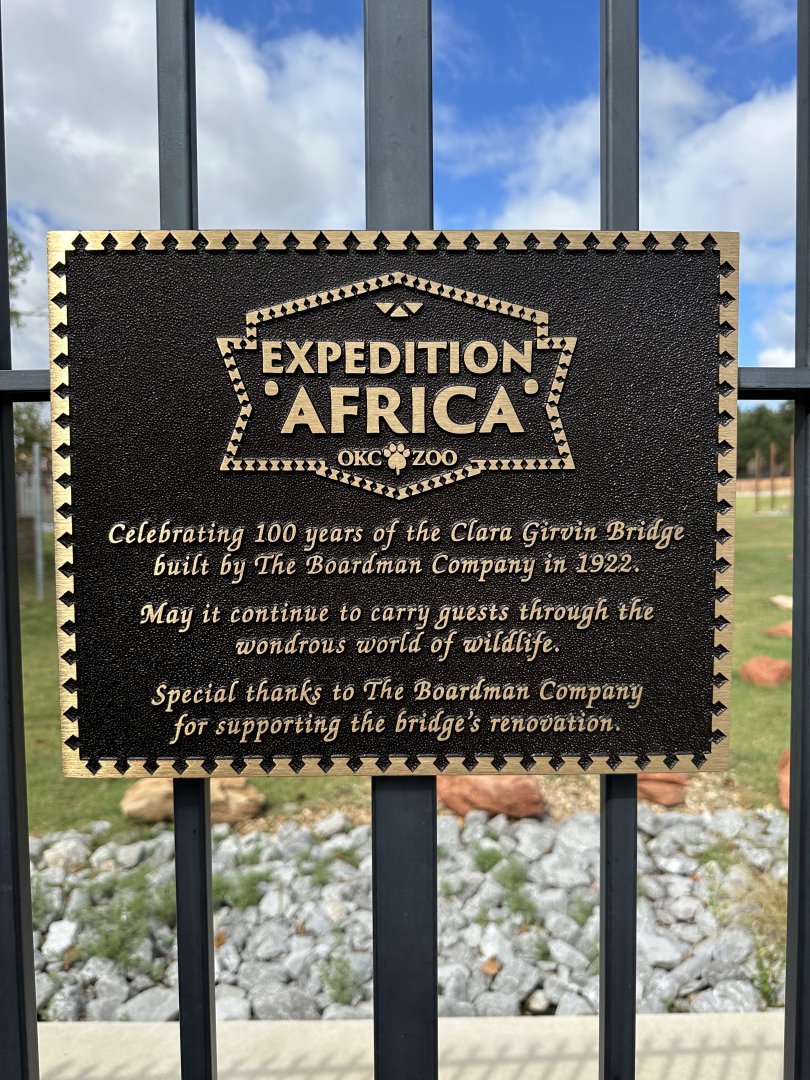 EXPEDITION
AFRICA
OKC ZOO
Celebrating 100 years of the Clara Girvin Bridge
built by The Boardman Company in 1922.
May it continue to carry guests through the
wondrous world of wildlife.
Special thanks to The Boardman Company
for supporting the bridge's renovation.